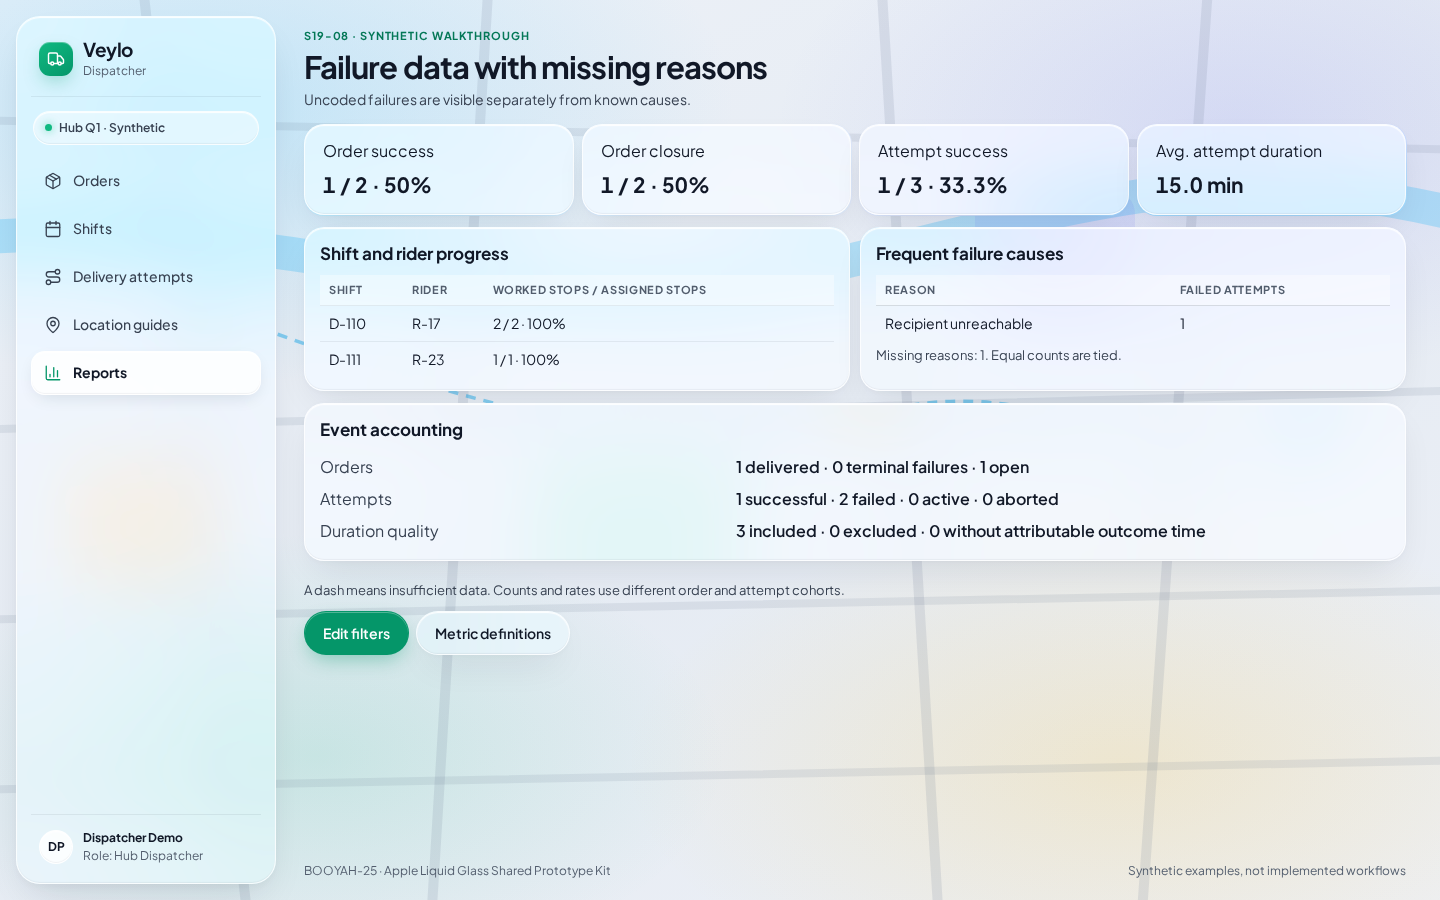 Veylo
Dispatcher
Hub Q1 · Synthetic
Orders
Shifts
Delivery attempts
Location guides
Reports
DP
Dispatcher Demo
Role: Hub Dispatcher
S19-08 · SYNTHETIC WALKTHROUGH
Failure data with missing reasons
Uncoded failures are visible separately from known causes.
Order success
1 / 2 · 50%
Order closure
1 / 2 · 50%
Attempt success
1 / 3 · 33.3%
Avg. attempt duration
15.0 min
Shift and rider progress
SHIFT RIDER WORKED STOPS / ASSIGNED STOPS
D-110 R-17 2 / 2 · 100%
D-111 R-23 1 / 1 · 100%
Frequent failure causes
REASON FAILED ATTEMPTS
Recipient unreachable 1
Missing reasons: 1. Equal counts are tied.
Event accounting
Orders 1 delivered · 0 terminal failures · 1 open
Attempts 1 successful · 2 failed · 0 active · 0 aborted
Duration quality 3 included · 0 excluded · 0 without attributable outcome time
A dash means insufficient data. Counts and rates use different order and attempt cohorts.
Edit filters
Metric definitions
BOOYAH-25 · Apple Liquid Glass Shared Prototype Kit
Synthetic examples, not implemented workflows